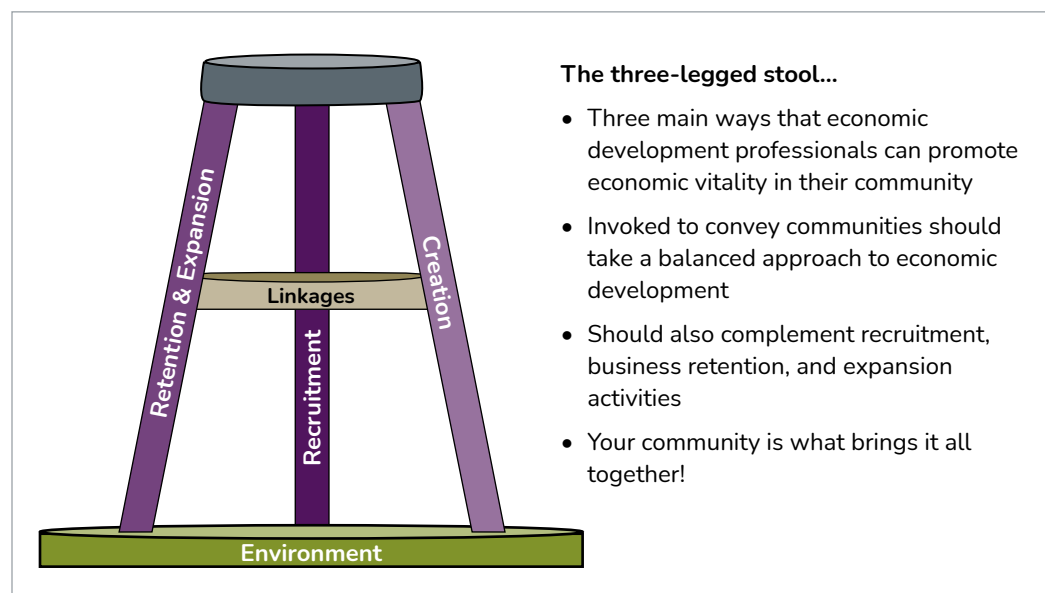 Retention & Expansion
Linkages
Recruitment
Creation
Environment
The three-legged stool...
• Three main ways that economic
development professionals can promote
economic vitality in their community
• Invoked to convey communities should
take a balanced approach to economic
development
• Should also complement recruitment,
business retention, and expansion
activities
• Your community is what brings it all
together!